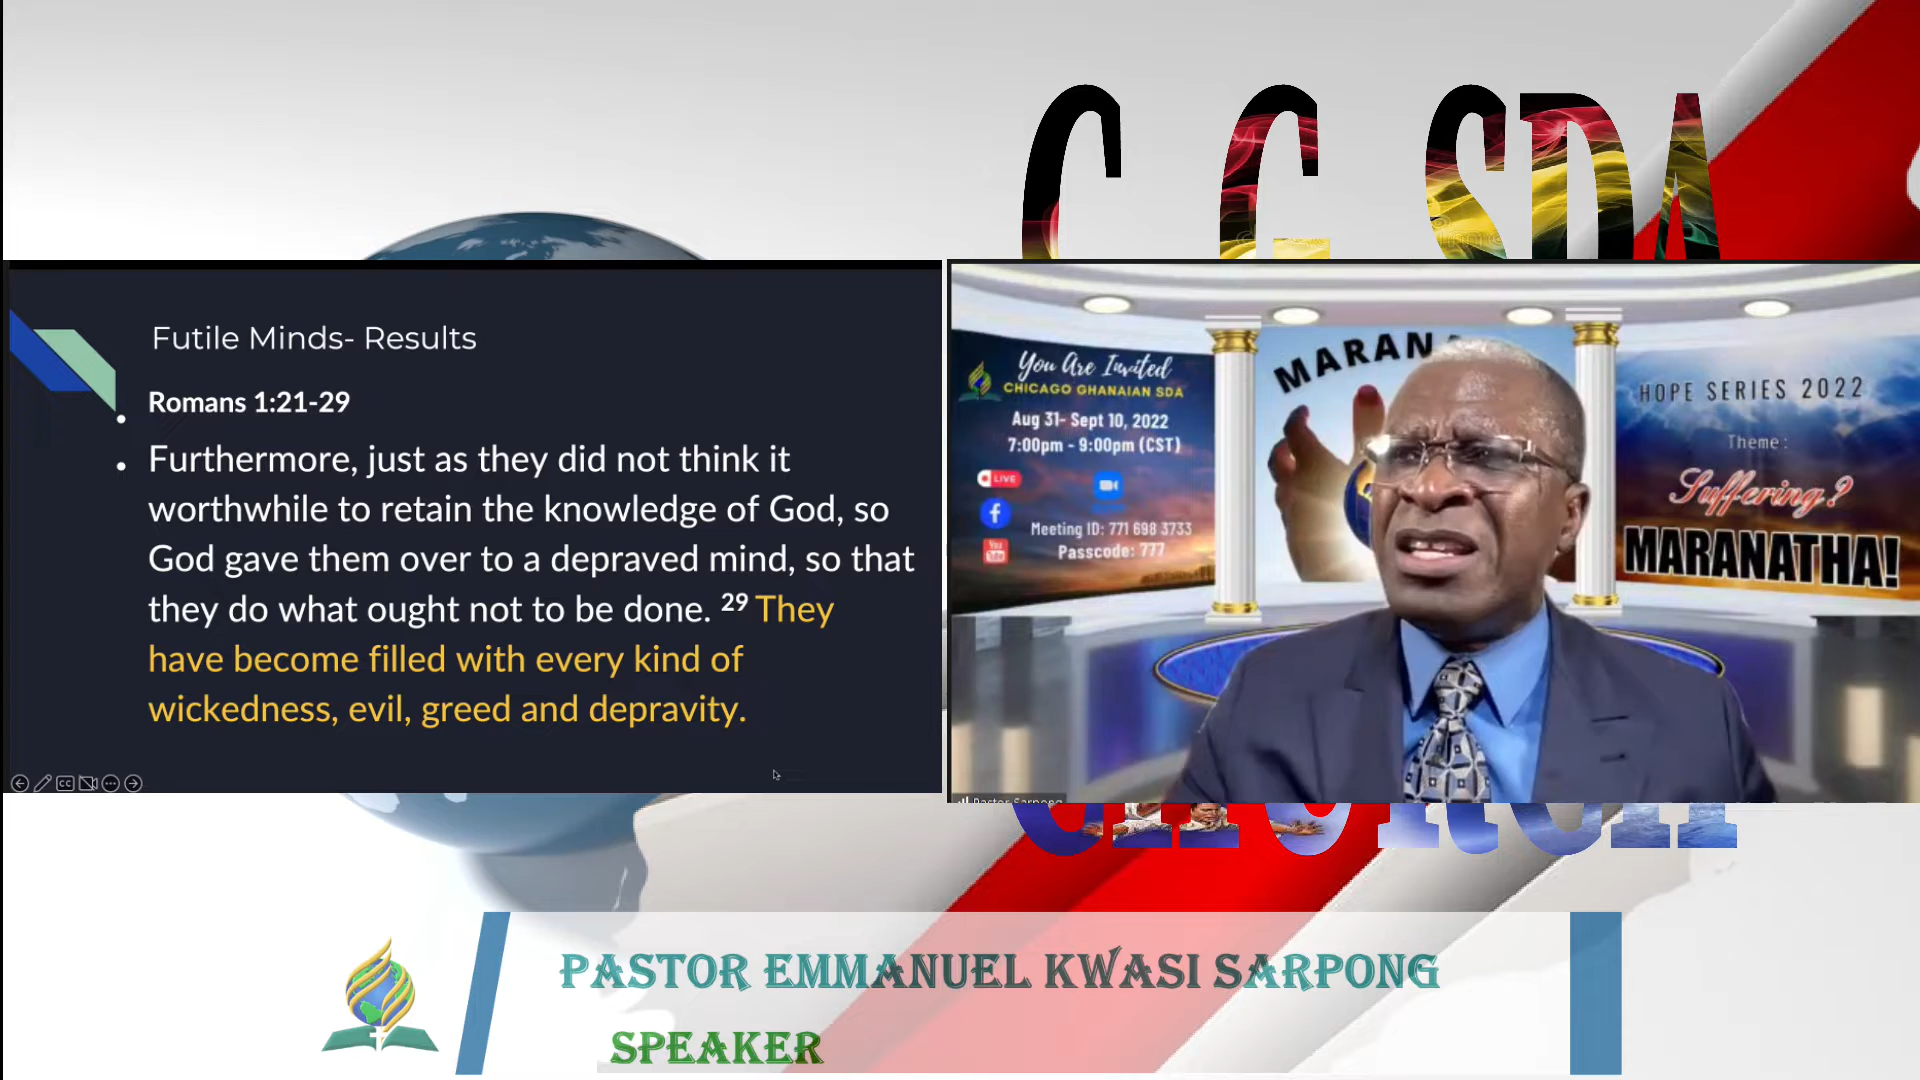 C G SDA
Futile Minds- Results
Romans 1:21-29
Furthermore, just as they did not think it
worthwhile to retain the knowledge of God, so
God gave them over to a depraved mind, so that
they do what ought not to be done. 29 They
have become filled with every kind of
wickedness, evil, greed and depravity.
You Are Invited
CHICAGO GHANAIAN SDA
Aug 31- Sept 10, 2022
7:00pm - 9:00pm (CST)
LIVE
Meeting ID: 771 698 3733
You Tube
Passcode: 777
MARAN
HOPE SERIES 2022
Theme:
Suffering?
MARANATHA!
Pastor Sarpong
PASTOR EMMANUEL KWASI SARPONG
SPEAKER